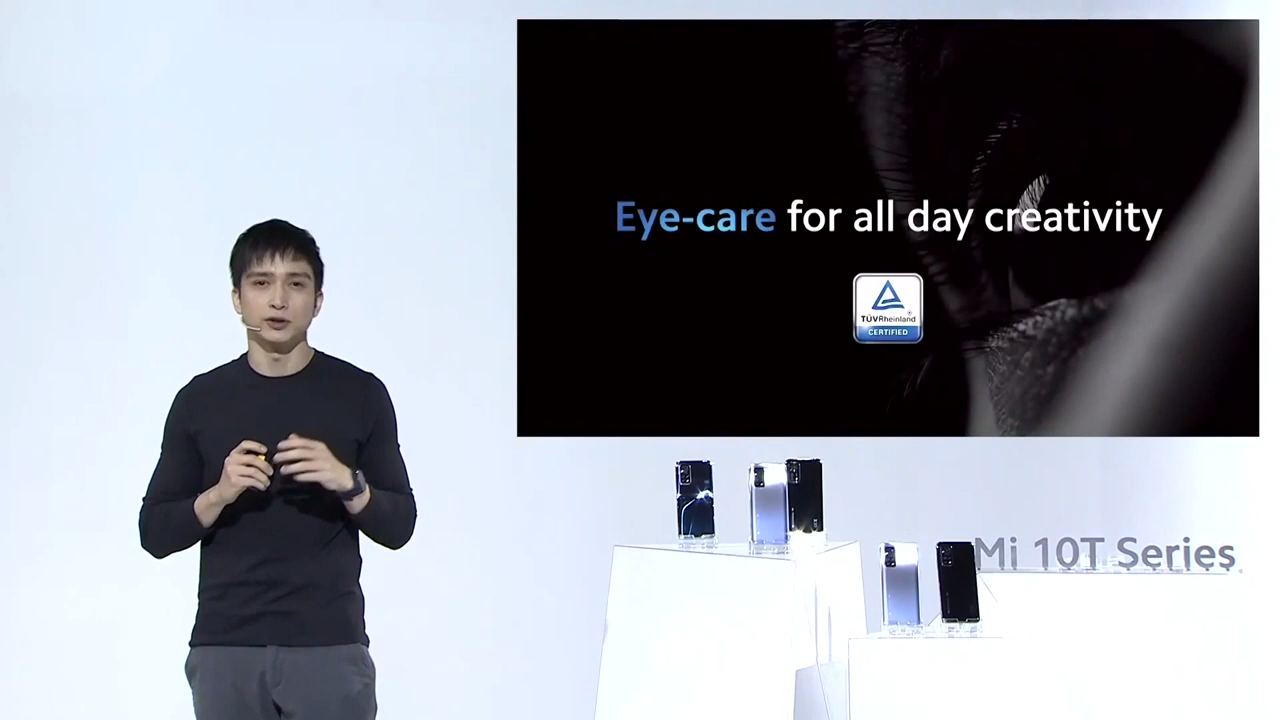 Eye-care for all day creativity
TÜVRheinland
CERTIFIED
Mi 10T Series